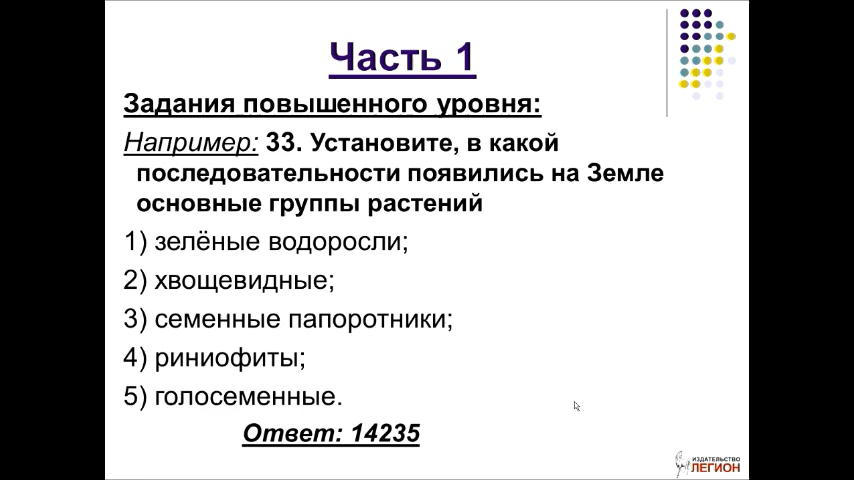 Часть 1
Задания повышенного уровня:
Например: 33. Установите, в какой
последовательности появились на Земле
основные группы растений
1) зелёные водоросли;
2) хвощевидные;
3) семенные папоротники;
4) риниофиты;
5) голосеменные.
Ответ: 14235
ИЗДАТЕЛЬСТВО
ЛЕГИОН